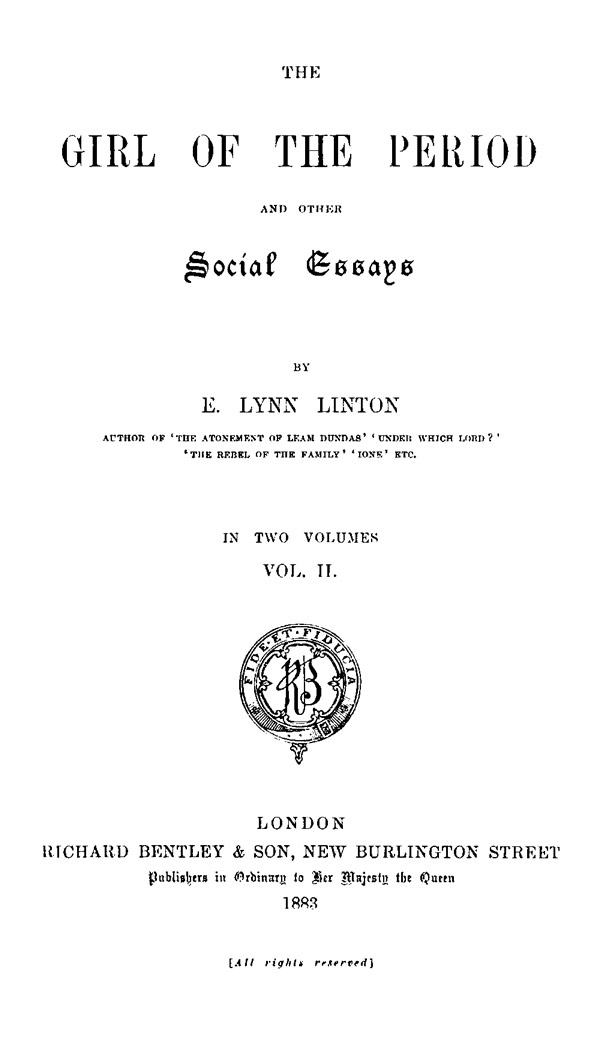 THE
GIRL OF THE PERIOD
AND OTHER
Social Essays
BY
E. LYNN LINTON
AUTHOR OF ‘THE ATONEMENT OF LEAM DUNDAS’ ‘UNDER WHICH LORD?’
‘THE REBEL OF THE FAMILY’ ‘IONE’ ETC.
IN TWO VOLUMES
VOL. II.
FIDE·ET·FIDUCIA
RB
LONDON
RICHARD BENTLEY & SON, NEW BURLINGTON STREET
Publishers in Ordinary to Her Majesty the Queen
1883
[All rights reserved]